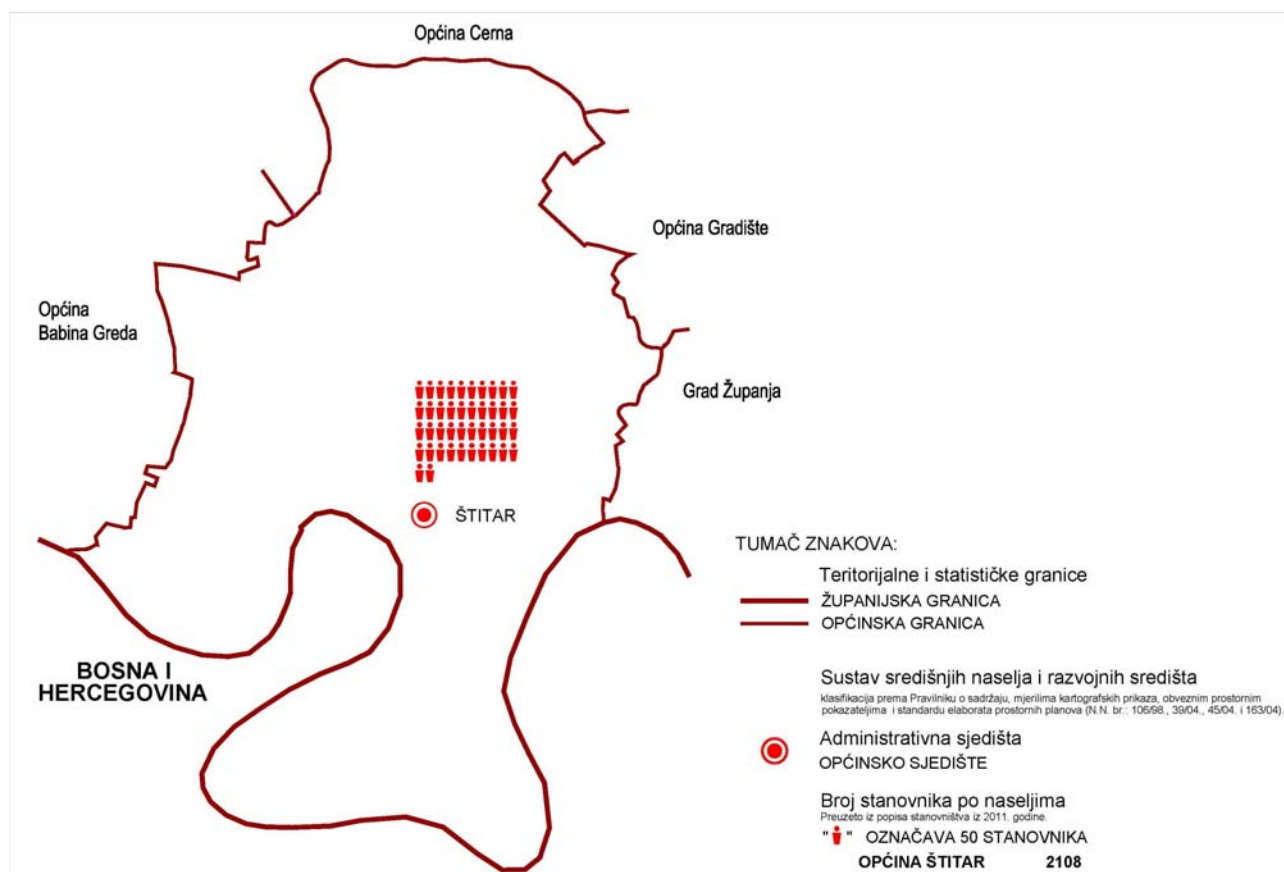 Općina Cerna
Općina Gradište
Općina
Babina Greda
Grad Županja
ŠTITAR
BOSNA I
HERCEGOVINA
TUMAČ ZNAKOVA:
Teritorijalne i statističke granice
ŽUPANIJSKA GRANICA
OPĆINSKA GRANICA
Sustav središnjih naselja i razvojnih središta
klasifikacija prema Pravilniku o sadržaju, mjerilima kartografskih prikaza, obveznim prostornim
pokazateljima i standardu elaborata prostornih planova (N.N. br.: 106/98., 39/04., 45/04. i 163/04).
Administrativna sjedišta
OPĆINSKO SJEDIŠTE
Broj stanovnika po naseljima
Preuzeto iz popisa stanovništva iz 2011. godine.
" " OZNAČAVA 50 STANOVNIKA
OPĆINA ŠTITAR 2108